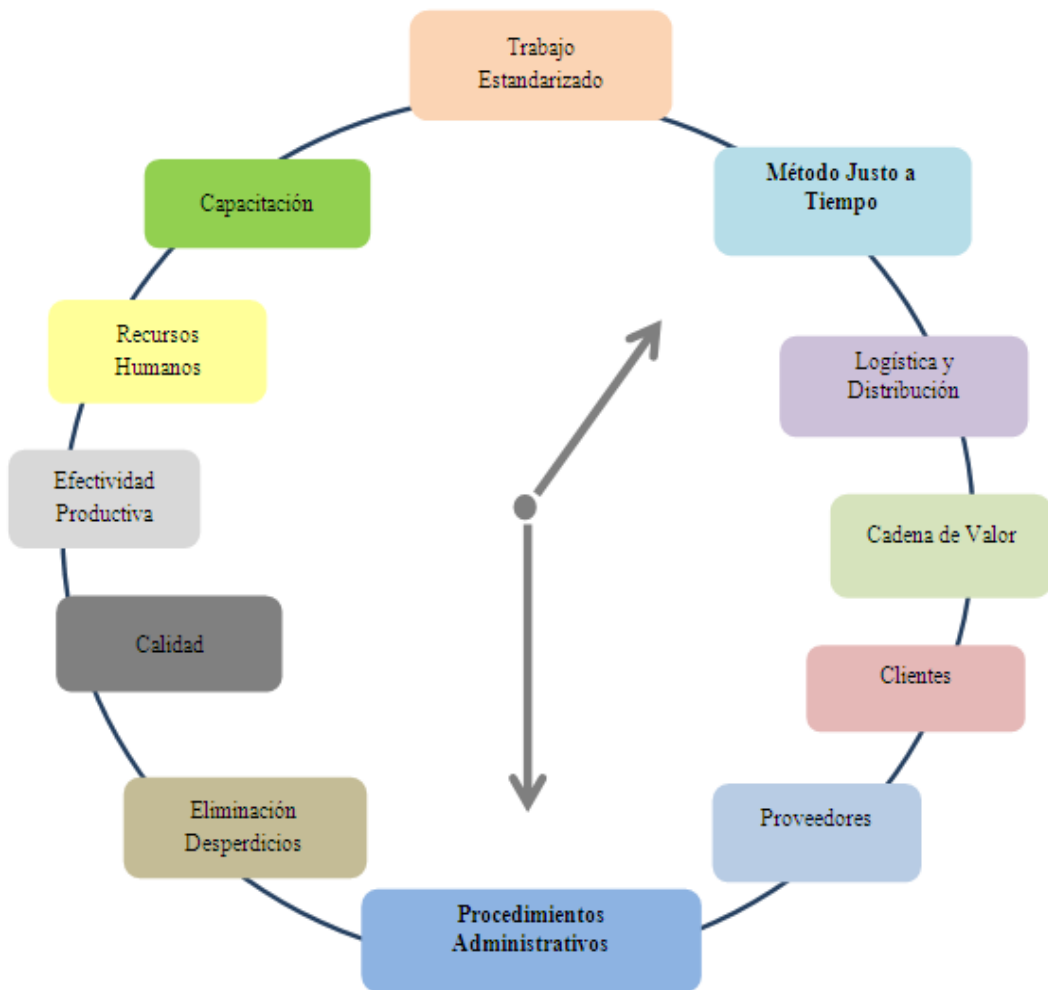 Trabajo
Estandarizado
Método Justo a
Tiempo
Capacitación
Recursos
Humanos
Logística y
Distribución
Efectividad
Productiva
Cadena de Valor
Calidad
Clientes
Eliminación
Desperdicios
Proveedores
Procedimientos
Administrativos